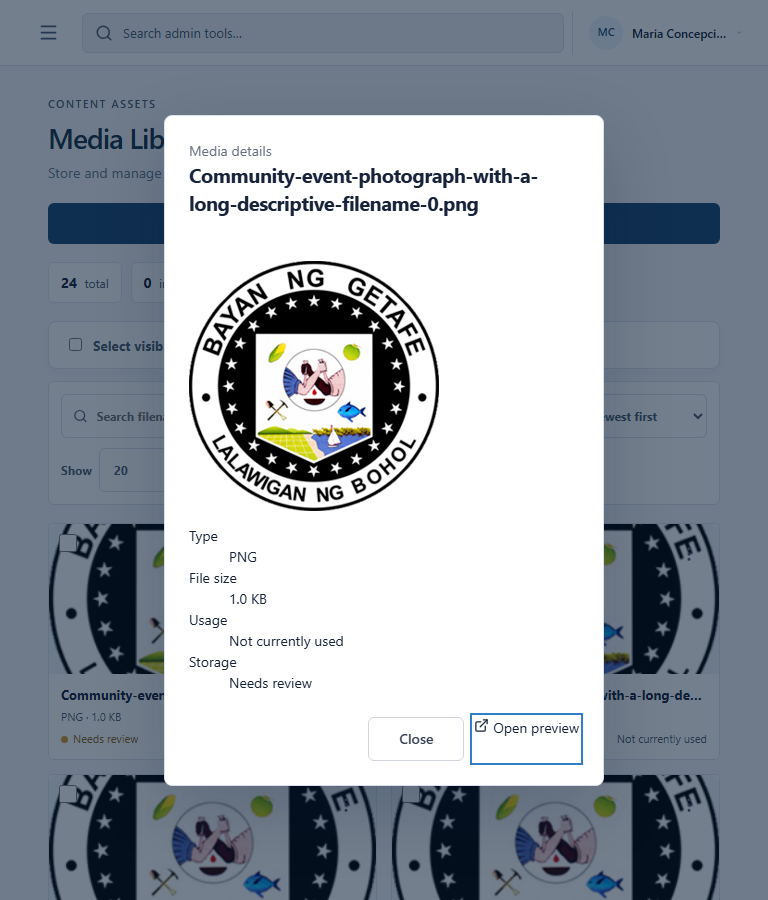 Search admin tools...
MC
Maria Concepci...
CONTENT ASSETS
Media Lib
Store and manage
24 total
0 i
Select visib
Search filen
west first
Show
20
Media details
Community-event-photograph-with-a-
long-descriptive-filename-0.png
BAYAN NG GETAFE
LALAWIGAN NG BOHOL
Type
PNG
File size
1.0 KB
Usage
Not currently used
Storage
Needs review
Close
Open preview
Community-even
PNG · 1.0 KB
Needs review
with-a-long-de...
Not currently used